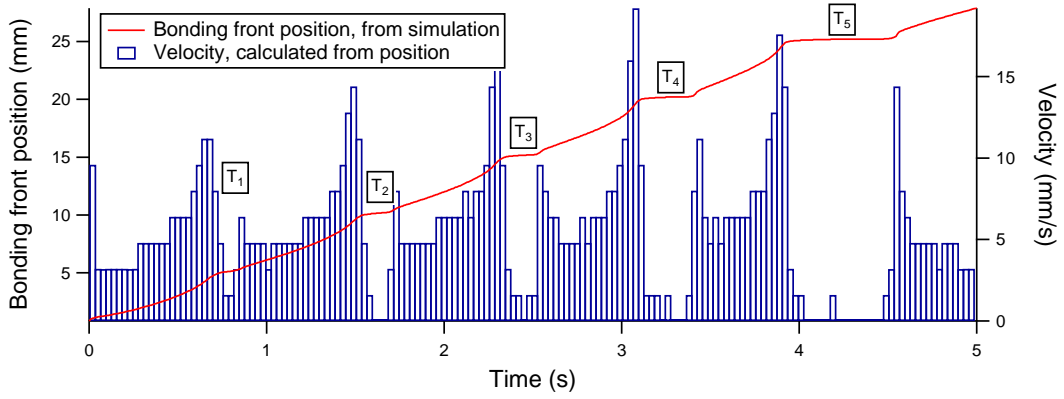 Bonding front position, from simulation
Velocity, calculated from position
T1
T2
T3
T4
T5
25
20
15
10
5
Bonding front position (mm)
15
10
5
0
Velocity (mm/s)
0 1 2 3 4 5
Time (s)